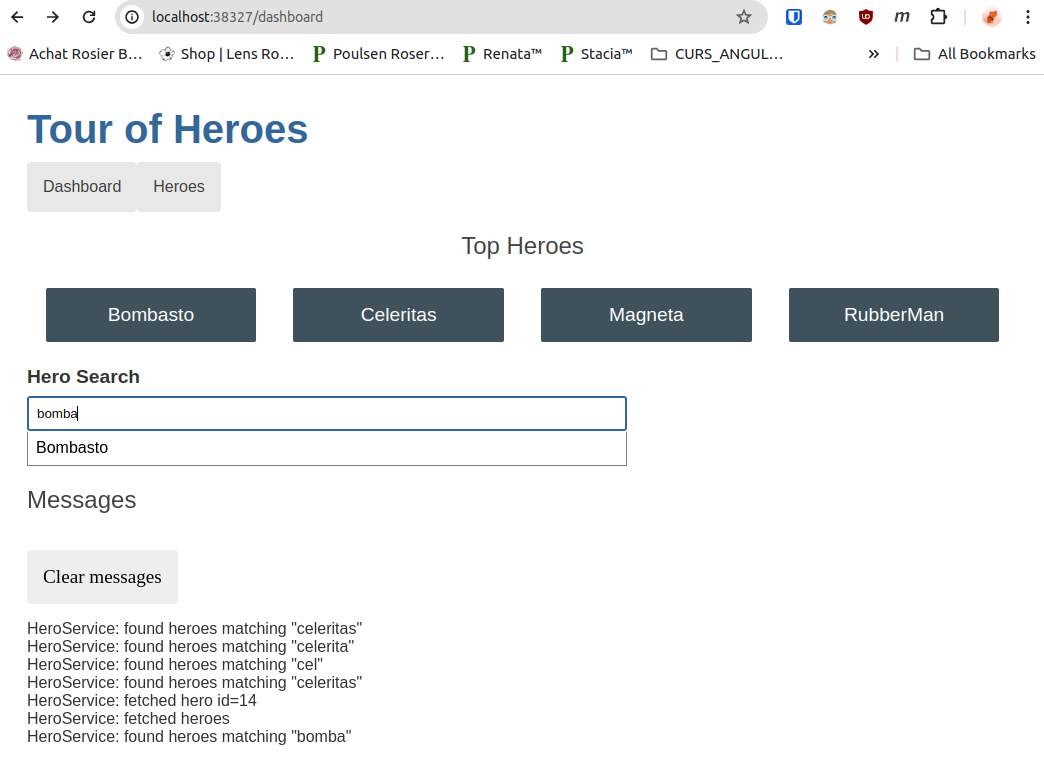 localhost:38327/dashboard
Achat Rosier B... Shop | Lens Ro... Poulsen Roser... Renata™ Stacia™ CURS_ANGUL... » All Bookmarks
Tour of Heroes
Dashboard Heroes
Top Heroes
Bombasto Celeritas Magneta RubberMan
Hero Search
bomba
Bombasto
Messages
Clear messages
HeroService: found heroes matching "celeritas"
HeroService: found heroes matching "celerita"
HeroService: found heroes matching "cel"
HeroService: found heroes matching "celeritas"
HeroService: fetched hero id=14
HeroService: fetched heroes
HeroService: found heroes matching "bomba"